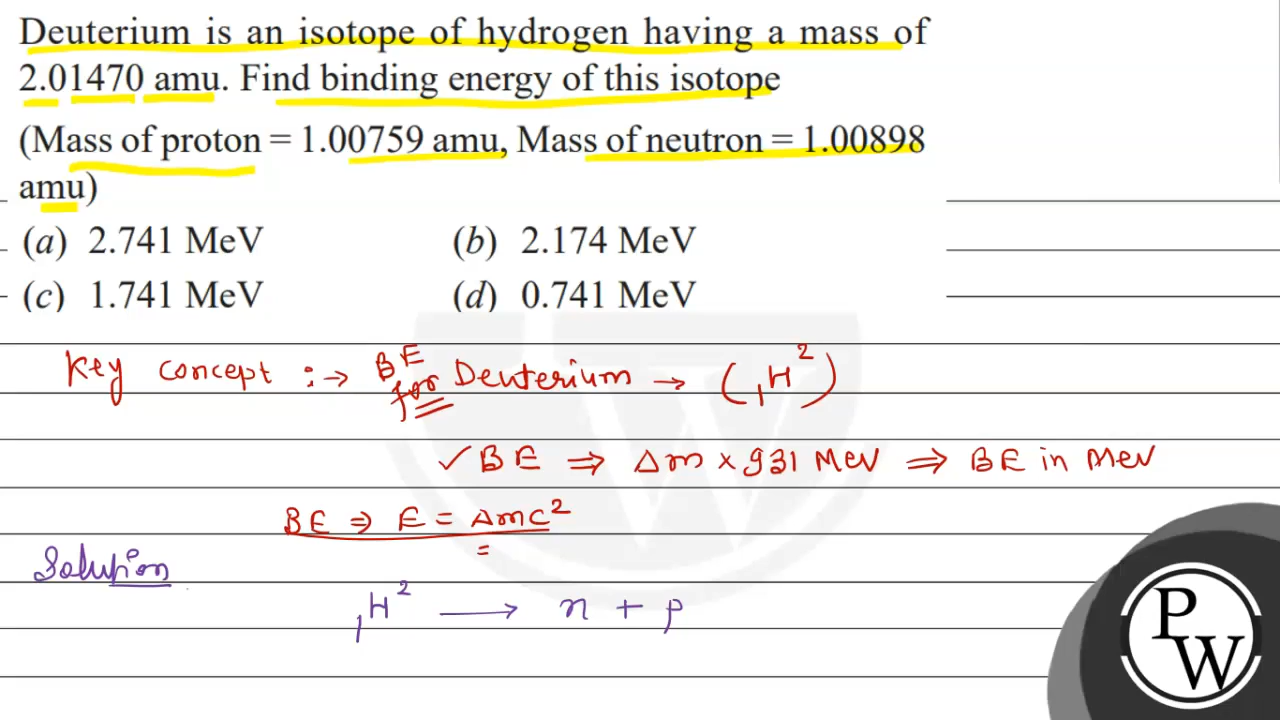 Deuterium is an isotope of hydrogen having a mass of
2.01470 amu. Find binding energy of this isotope
(Mass of proton = 1.00759 amu, Mass of neutron = 1.00898
amu)
(a) 2.741 MeV (b) 2.174 MeV
(c) 1.741 MeV (d) 0.741 MeV
Key concept :→ BE for Deuterium → (₁H²)
✓ BE ⇒ Δm × 931 MeV ⇒ BE in MeV
BE ⇒ E = Δmc²
Solution
₁H² ⟶ n + p
P
W